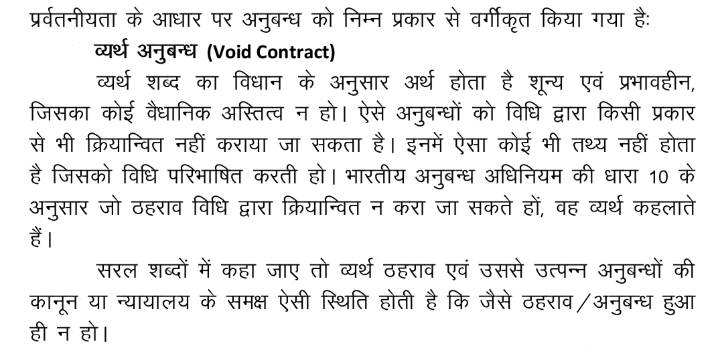 प्रर्वतनीयता के आधार पर अनुबन्ध को निम्न प्रकार से वर्गीकृत किया गया है:
व्यर्थ अनुबन्ध (Void Contract)
व्यर्थ शब्द का विधान के अनुसार अर्थ होता है शून्य एवं प्रभावहीन,
जिसका कोई वैधानिक अस्तित्व न हो। ऐसे अनुबन्धों को विधि द्वारा किसी प्रकार
से भी क्रियान्वित नहीं कराया जा सकता है। इनमें ऐसा कोई भी तथ्य नहीं होता
है जिसको विधि परिभाषित करती हो। भारतीय अनुबन्ध अधिनियम की धारा 10 के
अनुसार जो ठहराव विधि द्वारा क्रियान्वित न करा जा सकते हों, वह व्यर्थ कहलाते
हैं।
सरल शब्दों में कहा जाए तो व्यर्थ ठहराव एवं उससे उत्पन्न अनुबन्धों की
कानून या न्यायालय के समक्ष ऐसी स्थिति होती है कि जैसे ठहराव/अनुबन्ध हुआ
ही न हो।